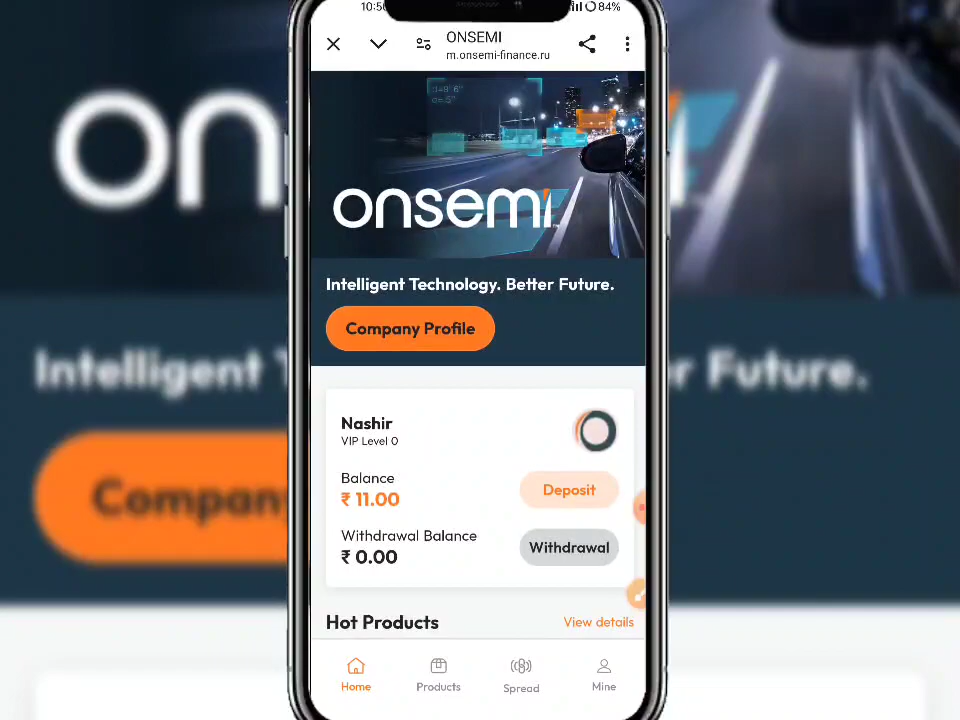 10:50
84%
ONSEMI
m.onsemi-finance.ru
onsemi
Intelligent Technology. Better Future.
Company Profile
Nashir
VIP Level 0
Balance
₹ 11.00
Deposit
Withdrawal Balance
₹ 0.00
Withdrawal
Hot Products
View details
Home
Products
Spread
Mine